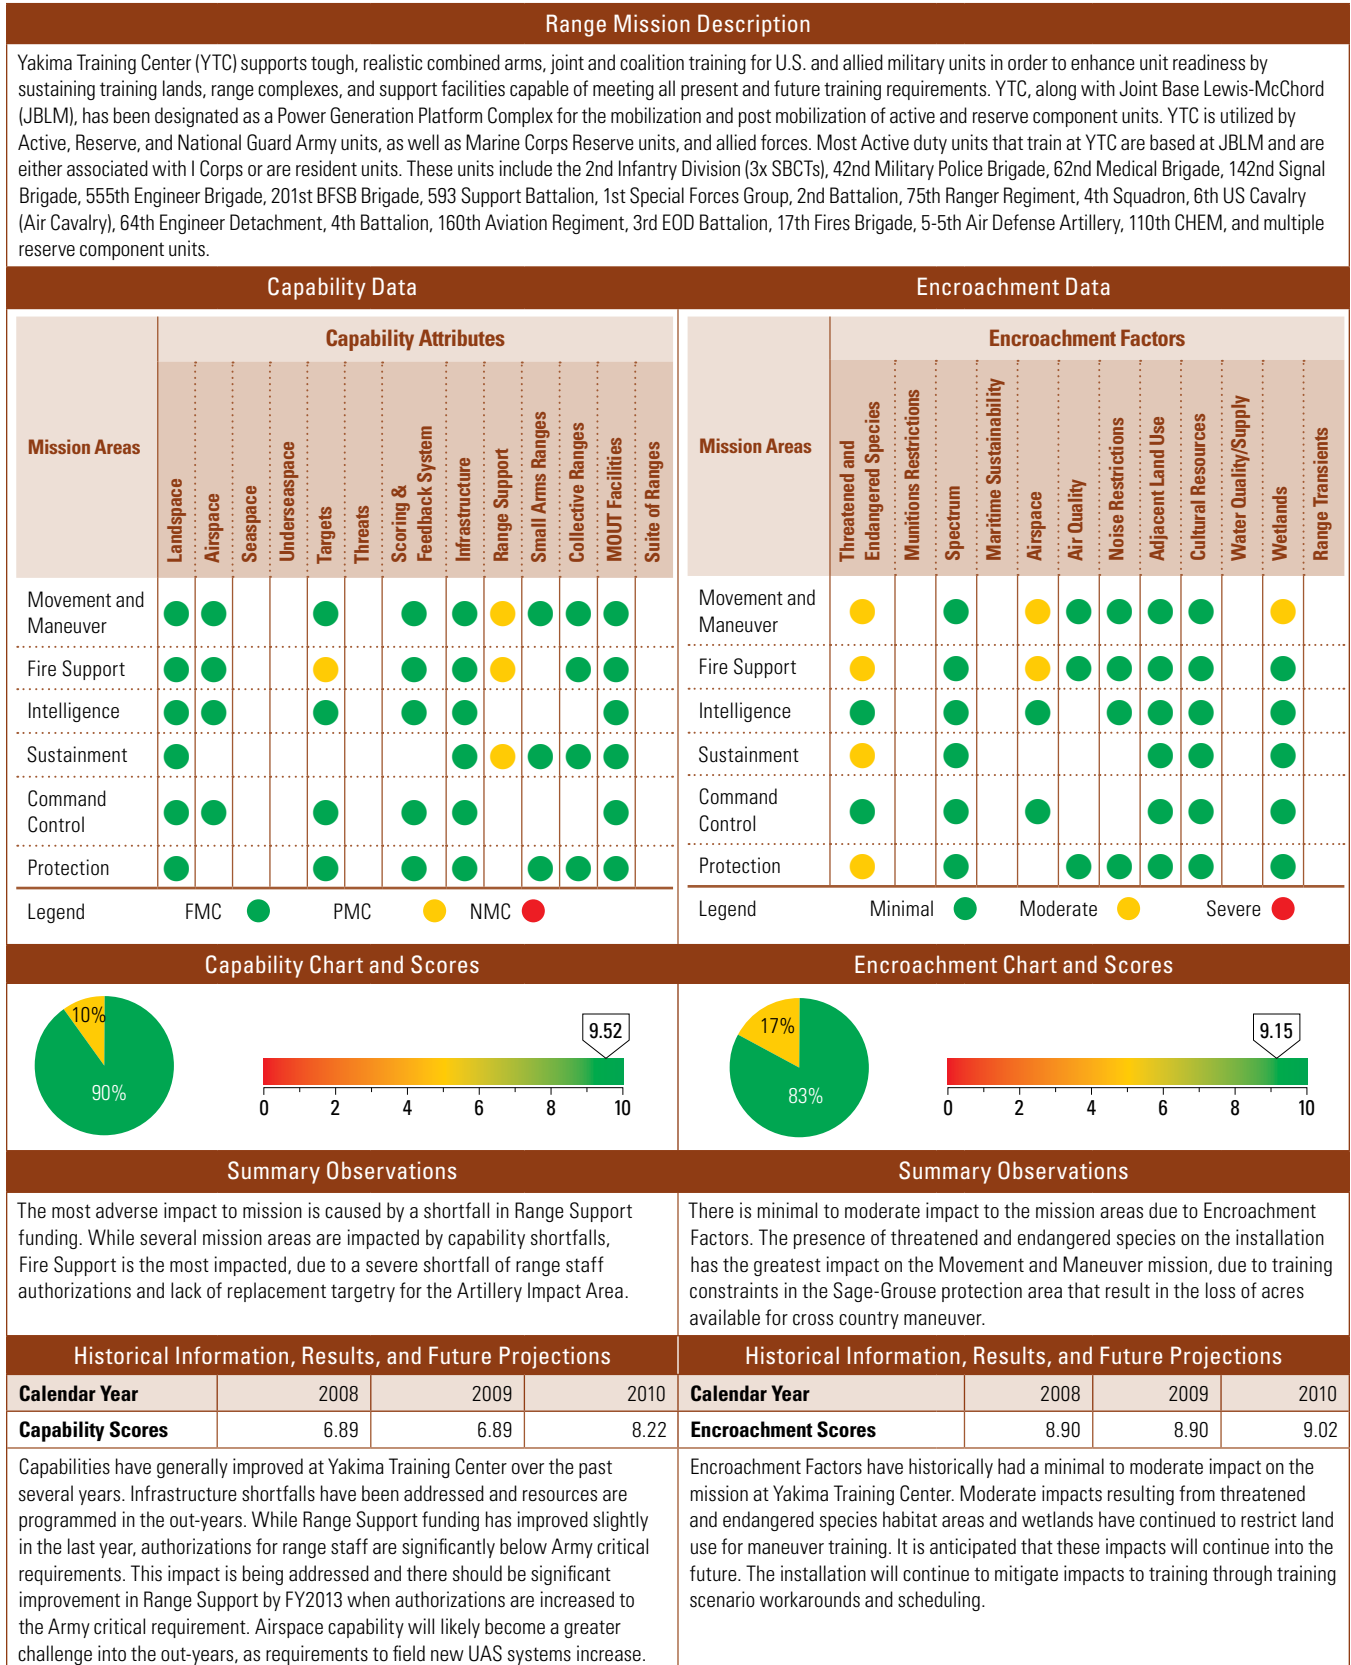 Range Mission Description
Yakima Training Center (YTC) supports tough, realistic combined arms, joint and coalition training for U.S. and allied military units in order to enhance unit readiness by
sustaining training lands, range complexes, and support facilities capable of meeting all present and future training requirements. YTC, along with Joint Base Lewis-McChord
(JBLM), has been designated as a Power Generation Platform Complex for the mobilization and post mobilization of active and reserve component units. YTC is utilized by
Active, Reserve, and National Guard Army units, as well as Marine Corps Reserve units, and allied forces. Most Active duty units that train at YTC are based at JBLM and are
either associated with I Corps or are resident units. These units include the 2nd Infantry Division (3x SBCTs), 42nd Military Police Brigade, 62nd Medical Brigade, 142nd Signal
Brigade, 555th Engineer Brigade, 201st BFSB Brigade, 593 Support Battalion, 1st Special Forces Group, 2nd Battalion, 75th Ranger Regiment, 4th Squadron, 6th US Cavalry
(Air Cavalry), 64th Engineer Detachment, 4th Battalion, 160th Aviation Regiment, 3rd EOD Battalion, 17th Fires Brigade, 5-5th Air Defense Artillery, 110th CHEM, and multiple
reserve component units.
Capability Data
Mission Areas
Capability Attributes
Landspace
Airspace
Seaspace
Underseaspace
Targets
Threats
Scoring &
Feedback System
Infrastructure
Range Support
Small Arms Ranges
Collective Ranges
MOUT Facilities
Suite of Ranges
Movement and
Maneuver
Fire Support
Intelligence
Sustainment
Command
Control
Protection
Legend FMC PMC NMC
Encroachment Data
Mission Areas
Encroachment Factors
Threatened and
Endangered Species
Munitions Restrictions
Spectrum
Maritime Sustainability
Airspace
Air Quality
Noise Restrictions
Adjacent Land Use
Cultural Resources
Water Quality/Supply
Wetlands
Range Transients
Movement and
Maneuver
Fire Support
Intelligence
Sustainment
Command
Control
Protection
Legend Minimal Moderate Severe
Capability Chart and Scores
10%
90%
9.52
0 2 4 6 8 10
Encroachment Chart and Scores
17%
83%
9.15
0 2 4 6 8 10
Summary Observations
The most adverse impact to mission is caused by a shortfall in Range Support
funding. While several mission areas are impacted by capability shortfalls,
Fire Support is the most impacted, due to a severe shortfall of range staff
authorizations and lack of replacement targetry for the Artillery Impact Area.
Summary Observations
There is minimal to moderate impact to the mission areas due to Encroachment
Factors. The presence of threatened and endangered species on the installation
has the greatest impact on the Movement and Maneuver mission, due to training
constraints in the Sage-Grouse protection area that result in the loss of acres
available for cross country maneuver.
Historical Information, Results, and Future Projections
Calendar Year 2008 2009 2010
Capability Scores 6.89 6.89 8.22
Capabilities have generally improved at Yakima Training Center over the past
several years. Infrastructure shortfalls have been addressed and resources are
programmed in the out-years. While Range Support funding has improved slightly
in the last year, authorizations for range staff are significantly below Army critical
requirements. This impact is being addressed and there should be significant
improvement in Range Support by FY2013 when authorizations are increased to
the Army critical requirement. Airspace capability will likely become a greater
challenge into the out-years, as requirements to field new UAS systems increase.
Historical Information, Results, and Future Projections
Calendar Year 2008 2009 2010
Encroachment Scores 8.90 8.90 9.02
Encroachment Factors have historically had a minimal to moderate impact on the
mission at Yakima Training Center. Moderate impacts resulting from threatened
and endangered species habitat areas and wetlands have continued to restrict land
use for maneuver training. It is anticipated that these impacts will continue into the
future. The installation will continue to mitigate impacts to training through training
scenario workarounds and scheduling.